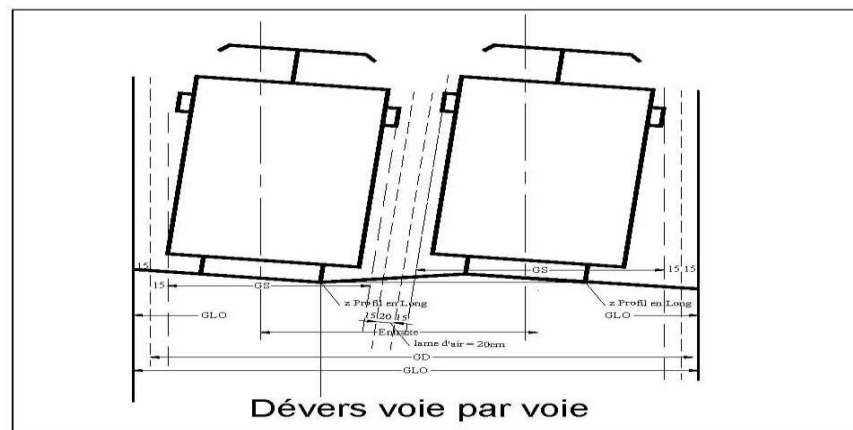 15
GS
15 15
15
GS
z Profil en Long
z Profil en Long
GLO
15 20 15
GLO
Entraxe
lame d'air = 20cm
GD
GLO
Dévers voie par voie